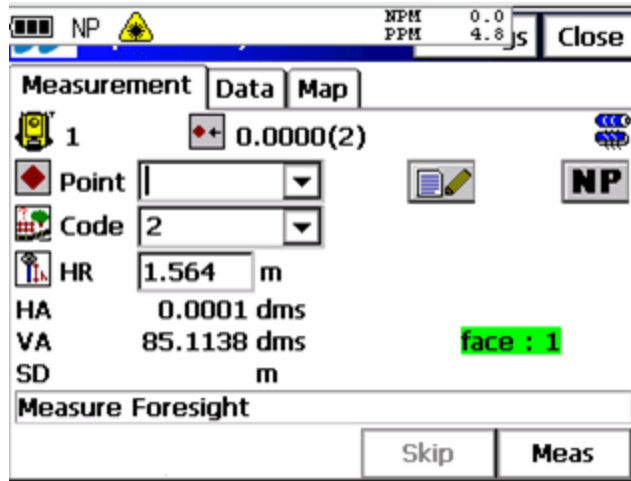 NP NPM 0.0
PPM 4.8
gs Close
Measurement Data Map
1 0.0000(2)
Point NP
Code 2
HR 1.564 m
HA 0.0001 dms
VA 85.1138 dms face : 1
SD m
Measure Foresight
Skip Meas